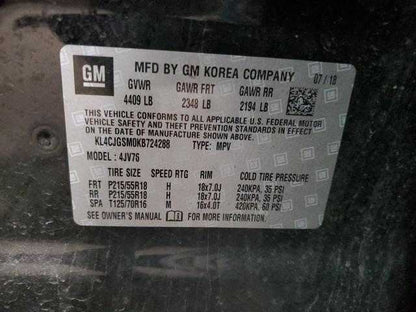 GM MFD BY GM KOREA COMPANY 07/18
GVWR GAWR FRT GAWR RR
4409 LB 2348 LB 2194 LB
THIS VEHICLE CONFORMS TO ALL APPLICABLE U.S. FEDERAL MOTOR
VEHICLE SAFETY AND THEFT PREVENTION STANDARDS IN EFFECT
ON THE DATE OF MANUFACTURE SHOWN ABOVE.
KL4CJGSM0KB724288 TYPE: MPV
MODEL: 4JV76
TIRE SIZE SPEED RTG RIM COLD TIRE PRESSURE
FRT P215/55R18 H 18x7.0J 240KPA, 35 PSI
RR P215/55R18 H 18x7.0J 240KPA, 35 PSI
SPA T125/70R16 M 16x4.0T 420KPA, 60 PSI
SEE OWNER'S MANUAL FOR MORE INFORMATION.